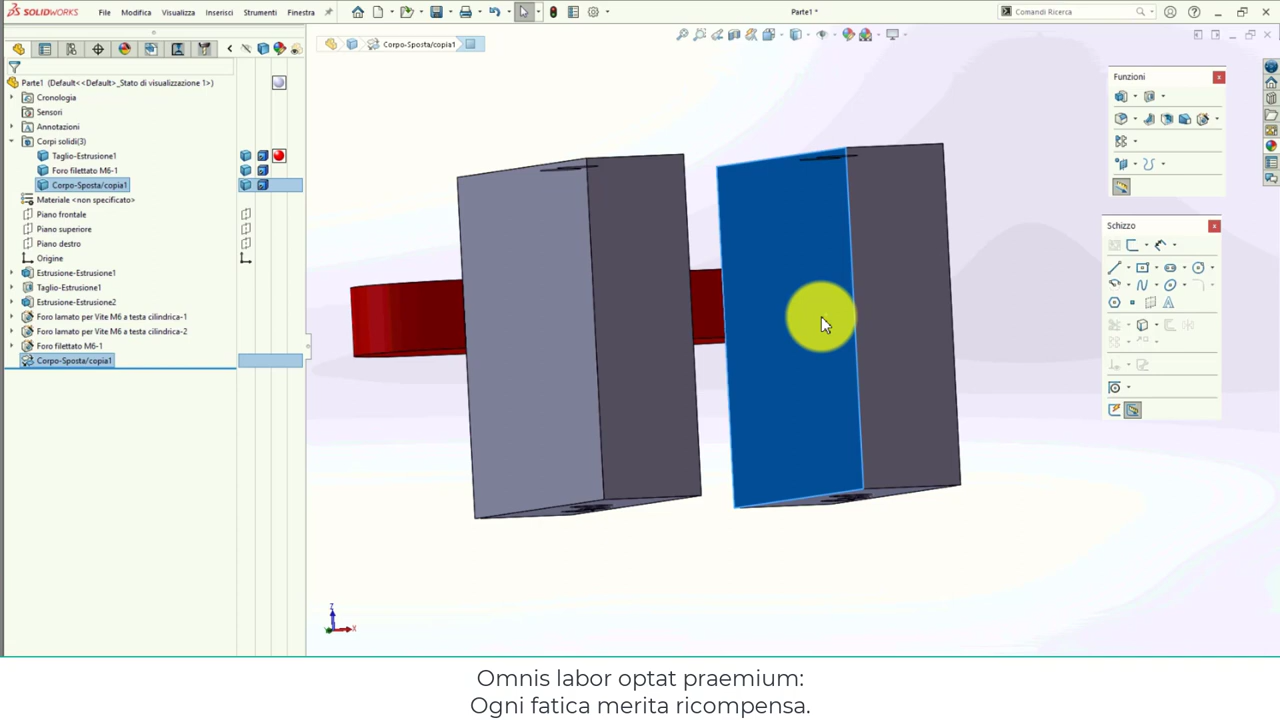 SOLIDWORKS
File Modifica Visualizza Inserisci Strumenti Finestra
Parte1 *
Comandi Ricerca
Corpo-Sposta/copia1
Parte1 (Default<<Default>_Stato di visualizzazione 1>)
Cronologia
Sensori
Annotazioni
Corpi solidi(3)
Taglio-Estrusione1
Foro filettato M6-1
Corpo-Sposta/copia1
Materiale <non specificato>
Piano frontale
Piano superiore
Piano destro
Origine
Estrusione-Estrusione1
Taglio-Estrusione1
Estrusione-Estrusione2
Foro lamato per Vite M6 a testa cilindrica-1
Foro lamato per Vite M6 a testa cilindrica-2
Foro filettato M6-1
Corpo-Sposta/copia1
Funzioni
Schizzo
Z
X
Omnis labor optat praemium:
Ogni fatica merita ricompensa.